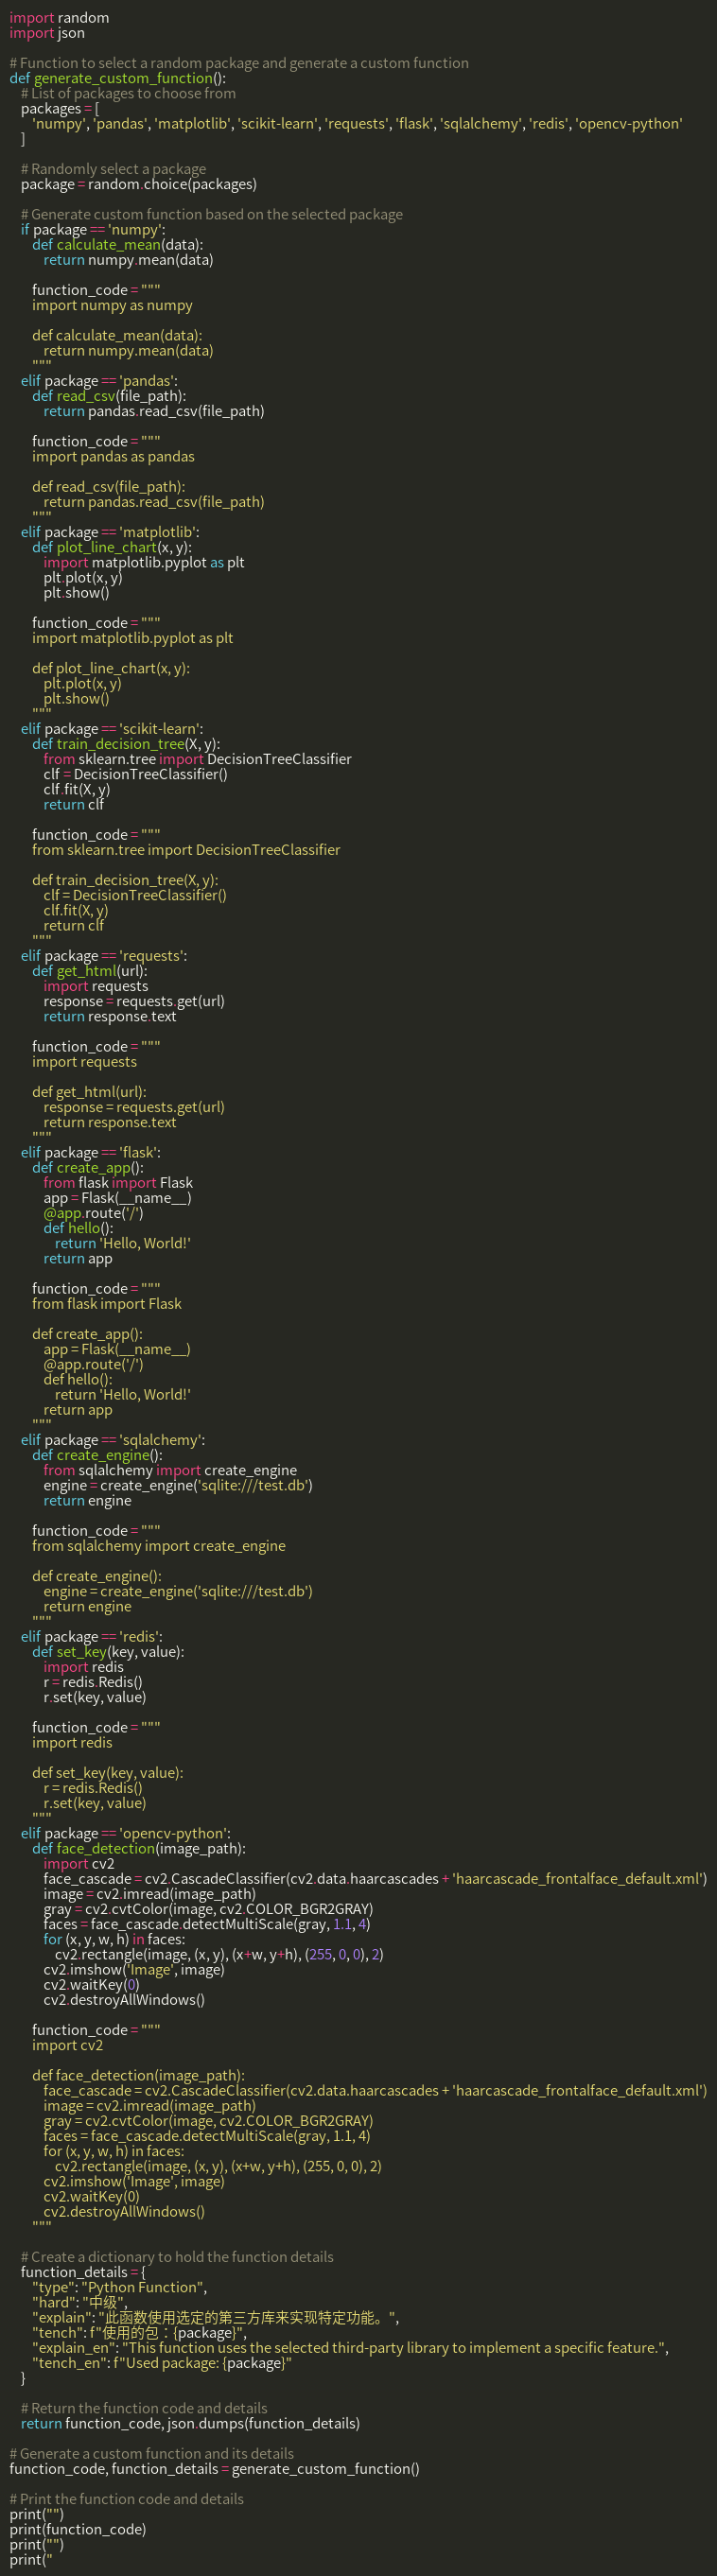 import random
import json
# Function to select a random package and generate a custom function
def generate_custom_function():
# List of packages to choose from
packages = [
'numpy', 'pandas', 'matplotlib', 'scikit-learn', 'requests', 'flask', 'sqlalchemy', 'redis', 'opencv-python'
]
# Randomly select a package
package = random.choice(packages)
# Generate custom function based on the selected package
if package == 'numpy':
def calculate_mean(data):
return numpy.mean(data)
function_code = """
import numpy as numpy
def calculate_mean(data):
return numpy.mean(data)
"""
elif package == 'pandas':
def read_csv(file_path):
return pandas.read_csv(file_path)
function_code = """
import pandas as pandas
def read_csv(file_path):
return pandas.read_csv(file_path)
"""
elif package == 'matplotlib':
def plot_line_chart(x, y):
import matplotlib.pyplot as plt
plt.plot(x, y)
plt.show()
function_code = """
import matplotlib.pyplot as plt
def plot_line_chart(x, y):
plt.plot(x, y)
plt.show()
"""
elif package == 'scikit-learn':
def train_decision_tree(X, y):
from sklearn.tree import DecisionTreeClassifier
clf = DecisionTreeClassifier()
clf.fit(X, y)
return clf
function_code = """
from sklearn.tree import DecisionTreeClassifier
def train_decision_tree(X, y):
clf = DecisionTreeClassifier()
clf.fit(X, y)
return clf
"""
elif package == 'requests':
def get_html(url):
import requests
response = requests.get(url)
return response.text
function_code = """
import requests
def get_html(url):
response = requests.get(url)
return response.text
"""
elif package == 'flask':
def create_app():
from flask import Flask
app = Flask(__name__)
@app.route('/')
def hello():
return 'Hello, World!'
return app
function_code = """
from flask import Flask
def create_app():
app = Flask(__name__)
@app.route('/')
def hello():
return 'Hello, World!'
return app
"""
elif package == 'sqlalchemy':
def create_engine():
from sqlalchemy import create_engine
engine = create_engine('sqlite:///test.db')
return engine
function_code = """
from sqlalchemy import create_engine
def create_engine():
engine = create_engine('sqlite:///test.db')
return engine
"""
elif package == 'redis':
def set_key(key, value):
import redis
r = redis.Redis()
r.set(key, value)
function_code = """
import redis
def set_key(key, value):
r = redis.Redis()
r.set(key, value)
"""
elif package == 'opencv-python':
def face_detection(image_path):
import cv2
face_cascade = cv2.CascadeClassifier(cv2.data.haarcascades + 'haarcascade_frontalface_default.xml')
image = cv2.imread(image_path)
gray = cv2.cvtColor(image, cv2.COLOR_BGR2GRAY)
faces = face_cascade.detectMultiScale(gray, 1.1, 4)
for (x, y, w, h) in faces:
cv2.rectangle(image, (x, y), (x+w, y+h), (255, 0, 0), 2)
cv2.imshow('Image', image)
cv2.waitKey(0)
cv2.destroyAllWindows()
function_code = """
import cv2
def face_detection(image_path):
face_cascade = cv2.CascadeClassifier(cv2.data.haarcascades + 'haarcascade_frontalface_default.xml')
image = cv2.imread(image_path)
gray = cv2.cvtColor(image, cv2.COLOR_BGR2GRAY)
faces = face_cascade.detectMultiScale(gray, 1.1, 4)
for (x, y, w, h) in faces:
cv2.rectangle(image, (x, y), (x+w, y+h), (255, 0, 0), 2)
cv2.imshow('Image', image)
cv2.waitKey(0)
cv2.destroyAllWindows()
"""
# Create a dictionary to hold the function details
function_details = {
"type": "Python Function",
"hard": "中级",
"explain": "此函数使用选定的第三方库来实现特定功能。",
"tench": f"使用的包：{package}",
"explain_en": "This function uses the selected third-party library to implement a specific feature.",
"tench_en": f"Used package: {package}"
}
# Return the function code and details
return function_code, json.dumps(function_details)
# Generate a custom function and its details
function_code, function_details = generate_custom_function()
# Print the function code and details
print("")
print(function_code)
print("")
print("